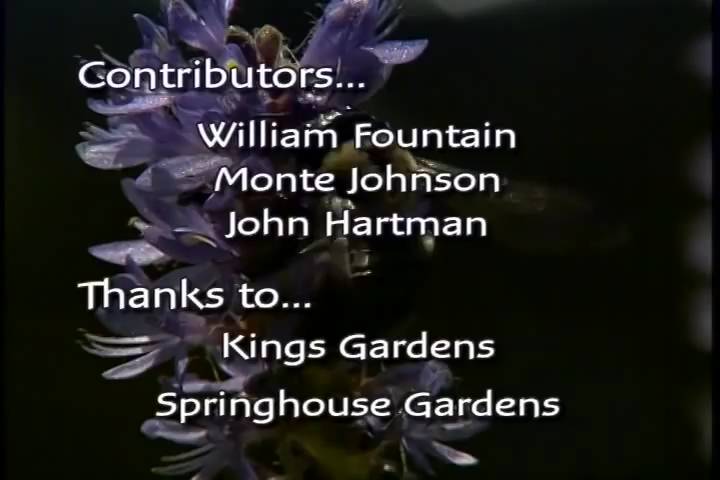 Contributors...
William Fountain
Monte Johnson
John Hartman
Thanks to...
Kings Gardens
Springhouse Gardens